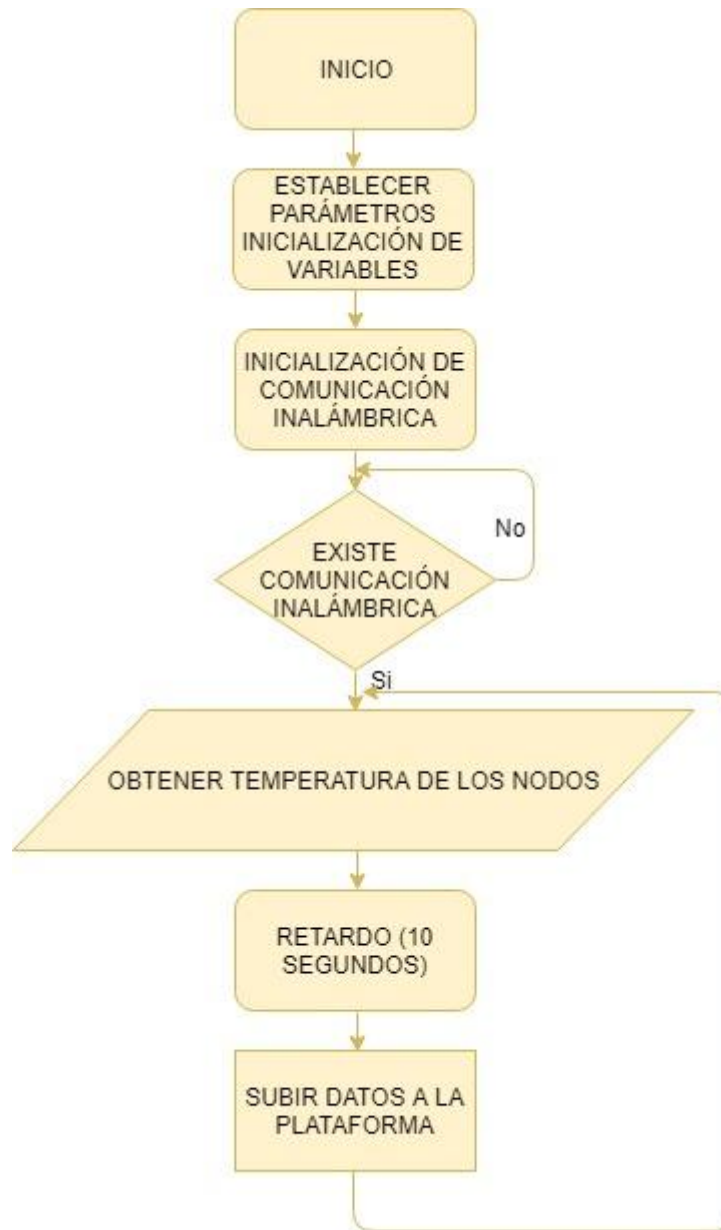 INICIO
ESTABLECER
PARÁMETROS
INICIALIZACIÓN DE
VARIABLES
INICIALIZACIÓN DE
COMUNICACIÓN
INALÁMBRICA
No
EXISTE
COMUNICACIÓN
INALÁMBRICA
Si
OBTENER TEMPERATURA DE LOS NODOS
RETARDO (10
SEGUNDOS)
SUBIR DATOS A LA
PLATAFORMA